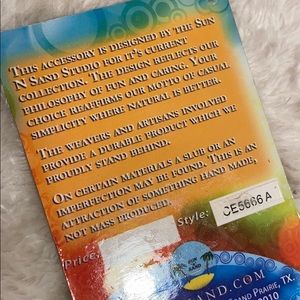 THIS ACCESSORY IS DESIGNED BY THE SUN
'N SAND STUDIO FOR IT'S CURRENT
COLLECTION. THE DESIGN REFLECTS OUR
PHILOSOPHY OF FUN AND CARING. YOUR
CHOICE REAFFIRMS OUR MOTTO OF CASUAL
SIMPLICITY WHERE NATURAL IS BETTER.
THE WEAVERS AND ARTISANS INVOLVED
PROVIDE A DURABLE PRODUCT WHICH WE
PROUDLY STAND BEHIND.
ON CERTAIN MATERIALS A SLUB OR AN
IMPERFECTION MAY BE FOUND. THIS IS AN
ATTRACTION OF SOMETHING HAND MADE,
NOT MASS PRODUCED.
Price: Style: CE5666 A
AND.COM
PRAIRIE, TX
2010